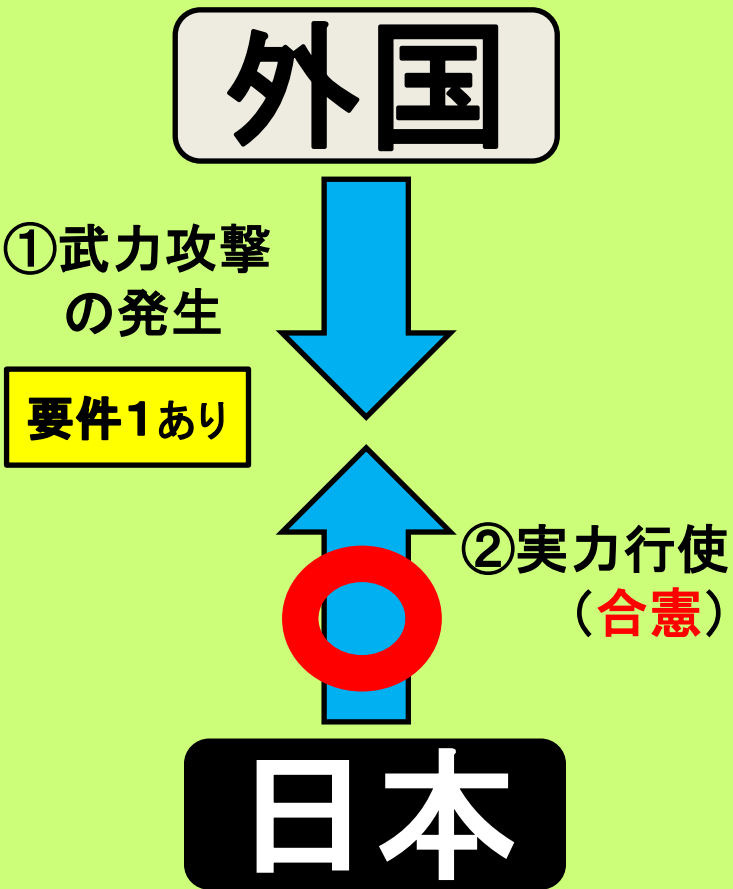 外国
①武力攻撃
の発生
要件1あり
②実力行使
（合憲）
日本